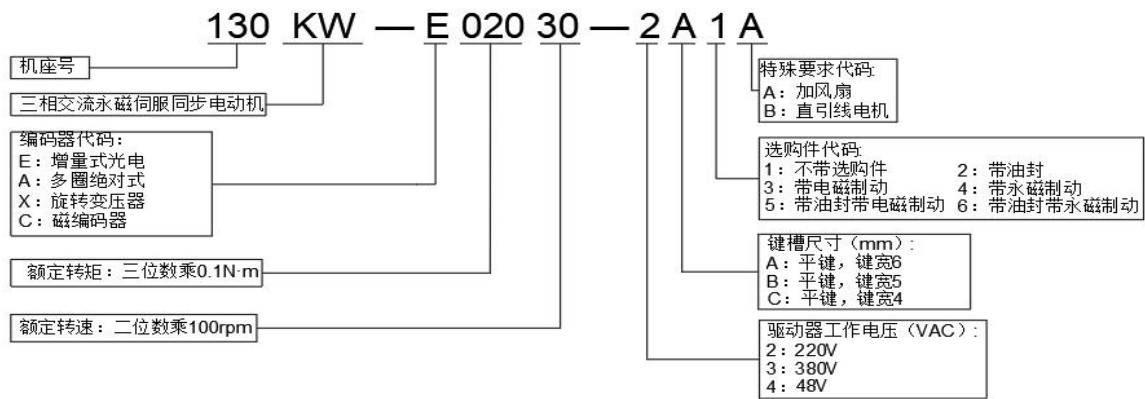 130 KW — E 020 30 — 2 A 1 A
机座号
三相交流永磁伺服同步电动机
编码器代码：
E：增量式光电
A：多圈绝对式
X：旋转变压器
C：磁编码器
额定转矩：三位数乘0.1N·m
额定转速：二位数乘100rpm
特殊要求代码:
A：加风扇
B：直引线电机
选购件代码:
1：不带选购件 2：带油封
3：带电磁制动 4：带永磁制动
5：带油封带电磁制动 6：带油封带永磁制动
键槽尺寸（mm）:
A：平键，键宽6
B：平键，键宽5
C：平键，键宽4
驱动器工作电压（VAC）:
2：220V
3：380V
4：48V